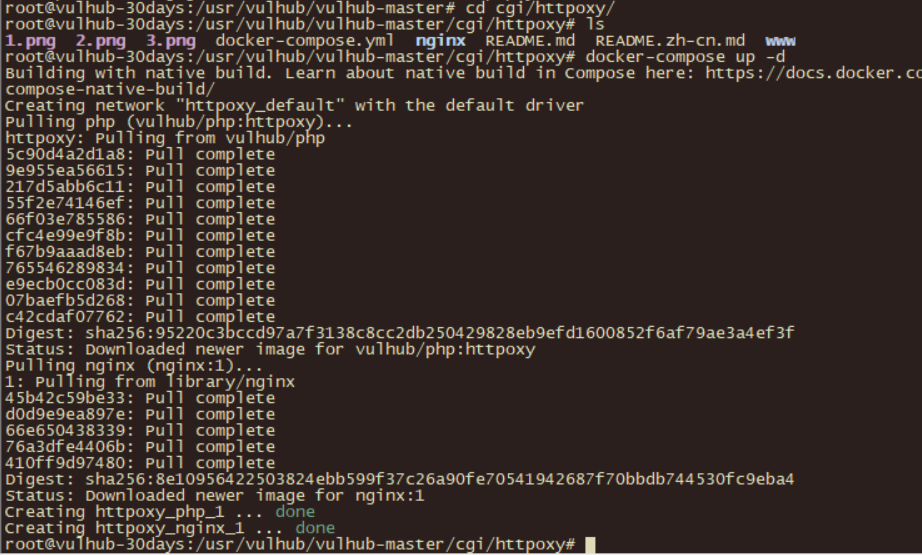 root@vulhub-30days:/usr/vulhub/vulhub-master# cd cgi/httpoxy/
root@vulhub-30days:/usr/vulhub/vulhub-master/cgi/httpoxy# ls
1.png  2.png  3.png  docker-compose.yml  nginx  README.md  README.zh-cn.md  www
root@vulhub-30days:/usr/vulhub/vulhub-master/cgi/httpoxy# docker-compose up -d
Building with native build. Learn about native build in Compose here: https://docs.docker.co
compose-native-build/
Creating network "httpoxy_default" with the default driver
Pulling php (vulhub/php:httpoxy)...
httpoxy: Pulling from vulhub/php
5c90d4a2d1a8: Pull complete
9e955ea56615: Pull complete
217d5abb6c11: Pull complete
55f2e74146ef: Pull complete
66f03e785586: Pull complete
cfc4e99e9f8b: Pull complete
f67b9aaad8eb: Pull complete
765546289834: Pull complete
e9ecb0cc083d: Pull complete
07baefb5d268: Pull complete
c42cdaf07762: Pull complete
Digest: sha256:95220c3bccd97a7f3138c8cc2db250429828eb9efd1600852f6af79ae3a4ef3f
Status: Downloaded newer image for vulhub/php:httpoxy
Pulling nginx (nginx:1)...
1: Pulling from library/nginx
45b42c59be33: Pull complete
d0d9e9ea897e: Pull complete
66e650438339: Pull complete
76a3dfe4406b: Pull complete
410ff9d97480: Pull complete
Digest: sha256:8e10956422503824ebb599f37c26a90fe70541942687f70bbdb744530fc9eba4
Status: Downloaded newer image for nginx:1
Creating httpoxy_php_1 ... done
Creating httpoxy_nginx_1 ... done
root@vulhub-30days:/usr/vulhub/vulhub-master/cgi/httpoxy#